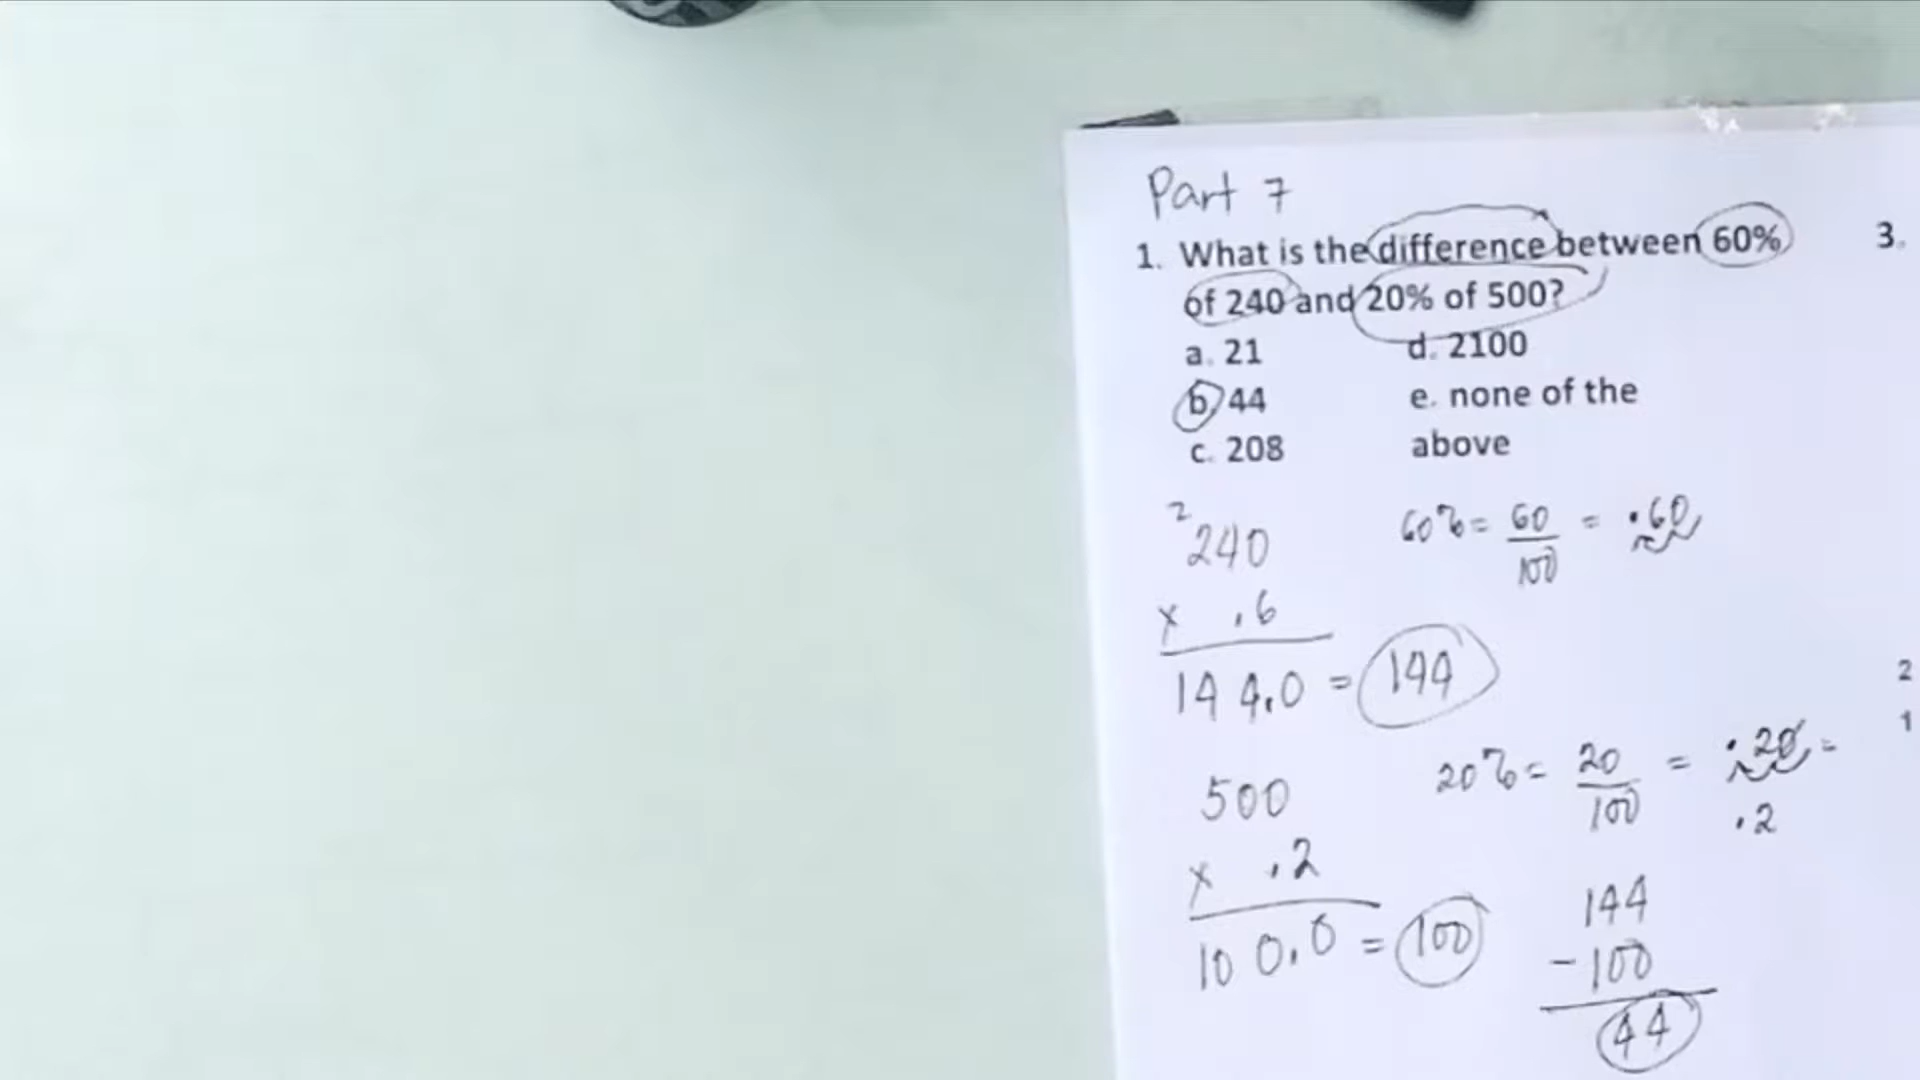 Part 7
1. What is the difference between 60%
of 240 and 20% of 500?
a. 21
d. 2100
b. 44
e. none of the
c. 208
above
3.
2
240
60% = 60/100 = .60
x .6
144.0 = 144
2
1
500
20% = 20/100 = .20 =
.2
x .2
100.0 = 100
144
- 100
44